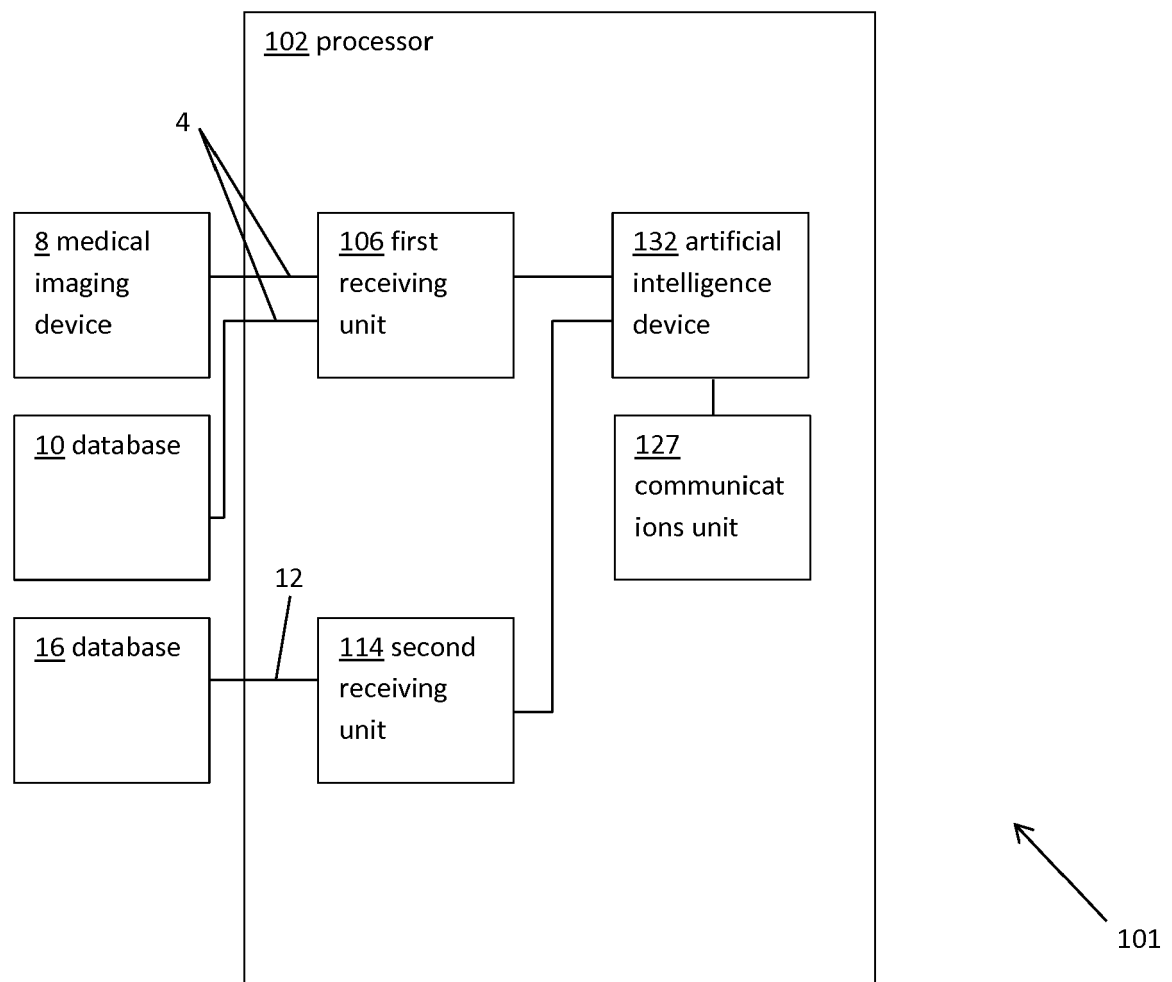 102 processor
4
8 medical
imaging
device
106 first
receiving
unit
132 artificial
intelligence
device
10 database
127
communicat
ions unit
12
16 database
114 second
receiving
unit
101